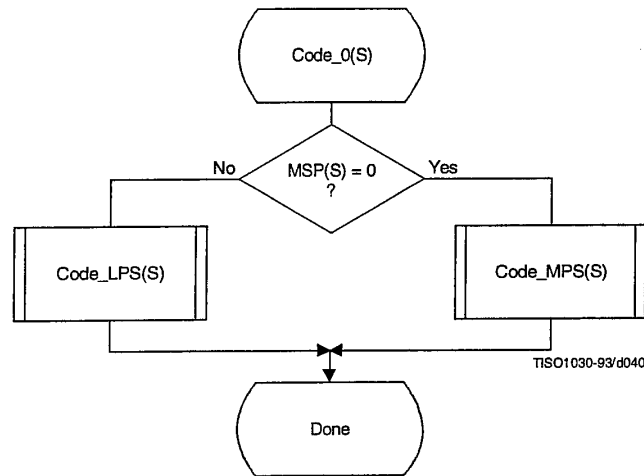 Code_0(S)
No
MSP(S) = 0
?
Yes
Code_LPS(S)
Code_MPS(S)
TISO1030-93/d040
Done